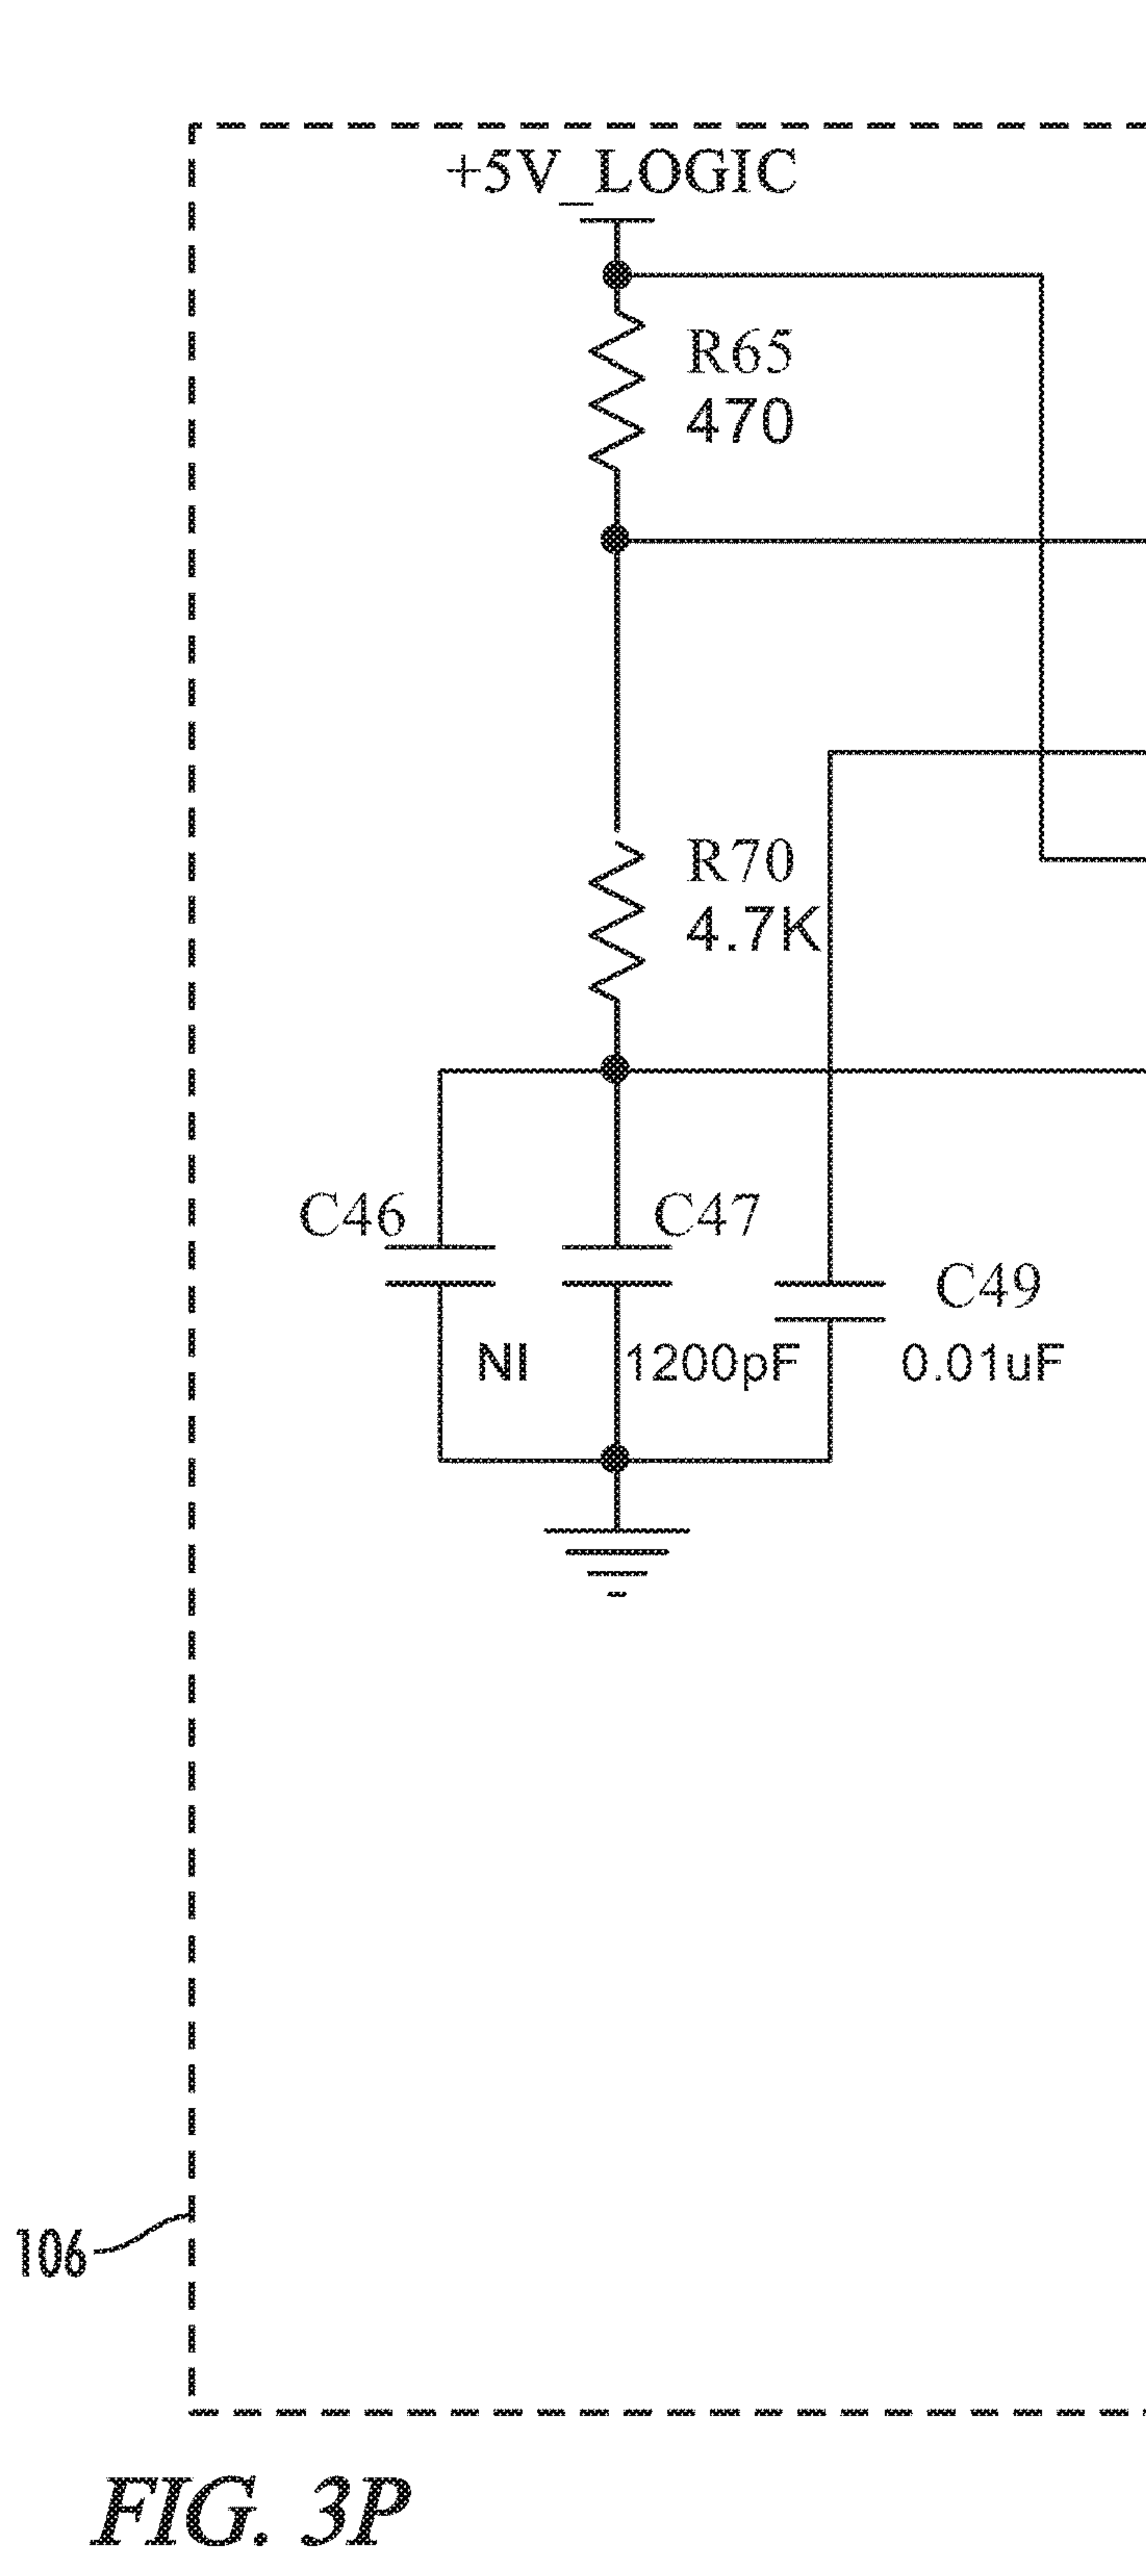 +5V_LOGIC
R65
470
R70
4.7K
C46
C47
C49
NI
1200pF
0.01uF
106
FIG. 3P